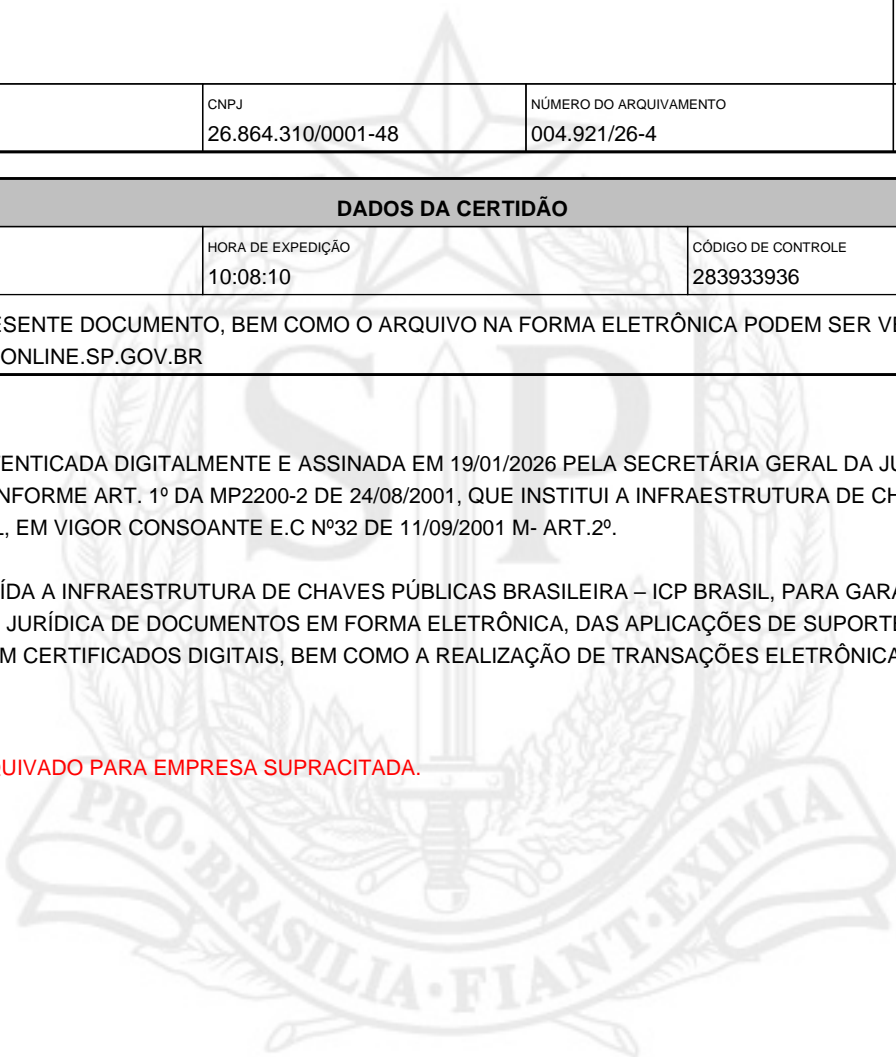 CNPJ NÚMERO DO ARQUIVAMENTO
26.864.310/0001-48 004.921/26-4
DADOS DA CERTIDÃO
HORA DE EXPEDIÇÃO CÓDIGO DE CONTROLE
10:08:10 283933936
ESENTE DOCUMENTO, BEM COMO O ARQUIVO NA FORMA ELETRÔNICA PODEM SER VE
ONLINE.SP.GOV.BR
ENTICADA DIGITALMENTE E ASSINADA EM 19/01/2026 PELA SECRETÁRIA GERAL DA JU
NFORME ART. 1º DA MP2200-2 DE 24/08/2001, QUE INSTITUI A INFRAESTRUTURA DE CH
L, EM VIGOR CONSOANTE E.C Nº32 DE 11/09/2001 M- ART.2º.
ÍDA A INFRAESTRUTURA DE CHAVES PÚBLICAS BRASILEIRA – ICP BRASIL, PARA GARA
JURÍDICA DE DOCUMENTOS EM FORMA ELETRÔNICA, DAS APLICAÇÕES DE SUPORTE
M CERTIFICADOS DIGITAIS, BEM COMO A REALIZAÇÃO DE TRANSAÇÕES ELETRÔNICA
QUIVADO PARA EMPRESA SUPRACITADA.
SP
PRO·BRASILIA·FIANT·EXIMIA